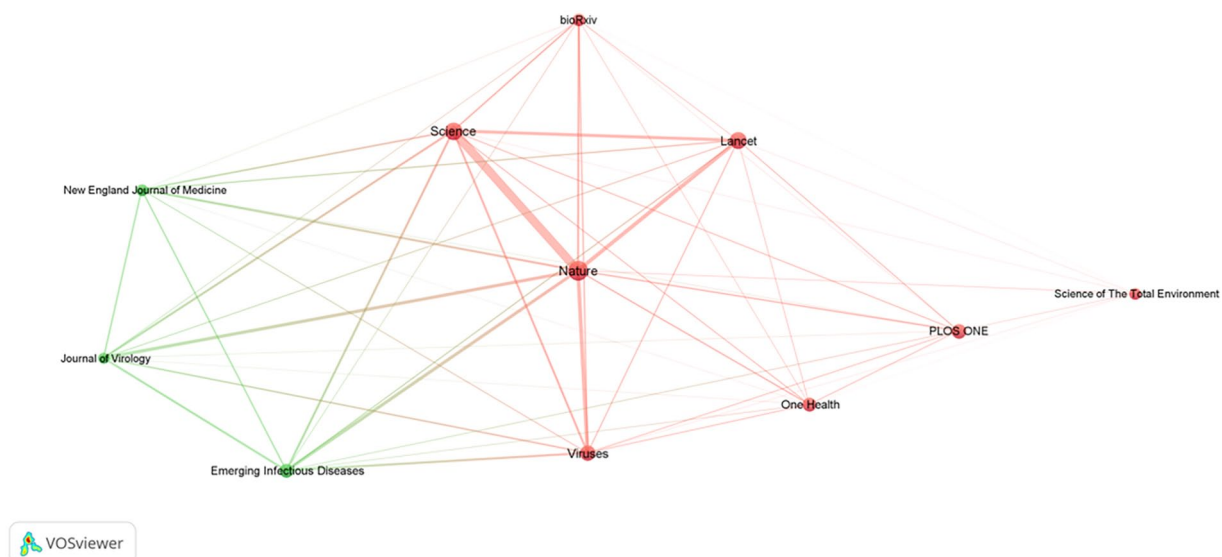 bioRxiv
Science
Lancet
New England Journal of Medicine
Nature
Science of The Total Environment
PLOS ONE
Journal of Virology
One Health
Viruses
Emerging Infectious Diseases
VOSviewer